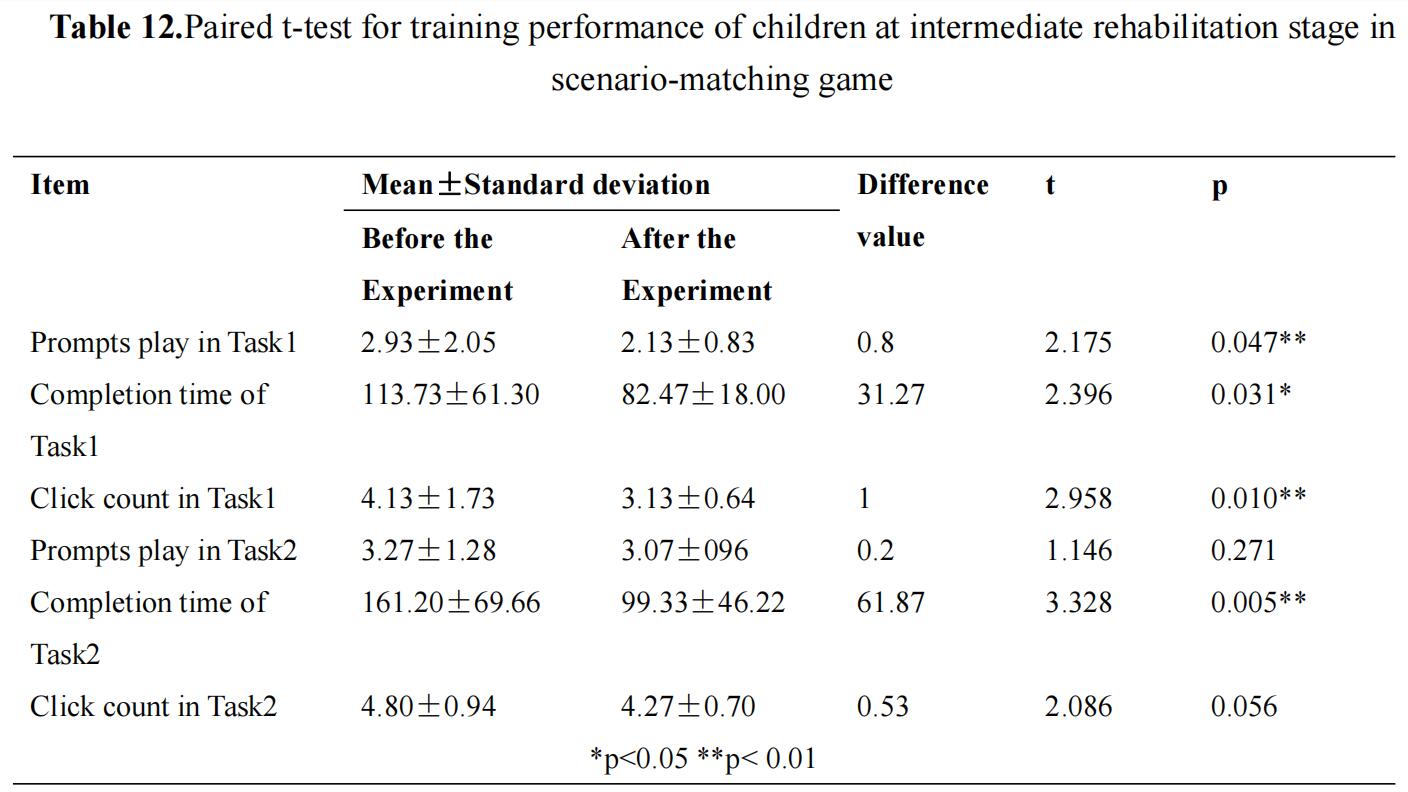 Table 12.Paired t-test for training performance of children at intermediate rehabilitation stage in
scenario-matching game
Item Mean±Standard deviation Difference t p
Before the After the value
Experiment Experiment
Prompts play in Task1 2.93±2.05 2.13±0.83 0.8 2.175 0.047**
Completion time of 113.73±61.30 82.47±18.00 31.27 2.396 0.031*
Task1
Click count in Task1 4.13±1.73 3.13±0.64 1 2.958 0.010**
Prompts play in Task2 3.27±1.28 3.07±096 0.2 1.146 0.271
Completion time of 161.20±69.66 99.33±46.22 61.87 3.328 0.005**
Task2
Click count in Task2 4.80±0.94 4.27±0.70 0.53 2.086 0.056
*p<0.05 **p< 0.01